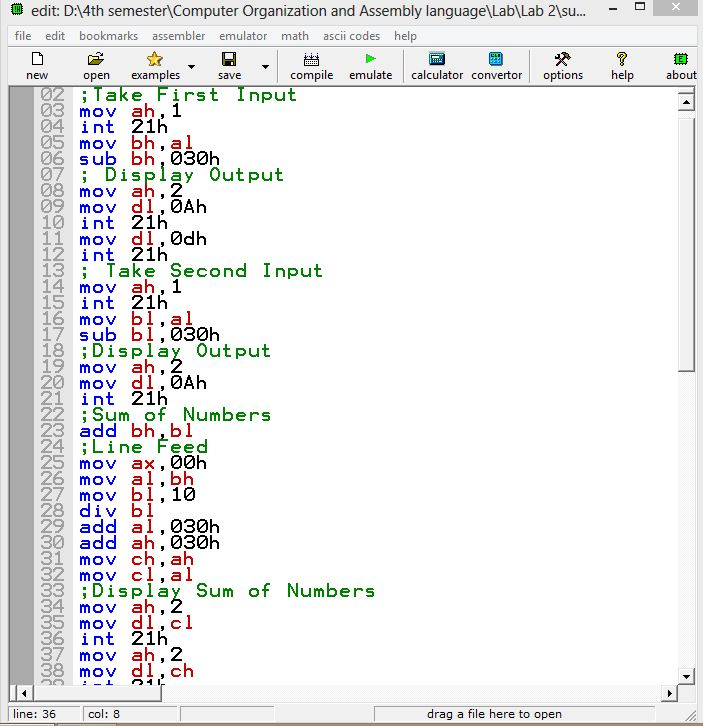 edit: D:\4th semester\Computer Organization and Assembly language\Lab\Lab 2\su...
file edit bookmarks assembler emulator math ascii codes help
new open examples save compile emulate calculator convertor options help about
02 ;Take First Input
03 mov ah,1
04 int 21h
05 mov bh,al
06 sub bh,030h
07 ; Display Output
08 mov ah,2
09 mov dl,0Ah
10 int 21h
11 mov dl,0dh
12 int 21h
13 ; Take Second Input
14 mov ah,1
15 int 21h
16 mov bl,al
17 sub bl,030h
18 ;Display Output
19 mov ah,2
20 mov dl,0Ah
21 int 21h
22 ;Sum of Numbers
23 add bh,bl
24 ;Line Feed
25 mov ax,00h
26 mov al,bh
27 mov bl,10
28 div bl
29 add al,030h
30 add ah,030h
31 mov ch,ah
32 mov cl,al
33 ;Display Sum of Numbers
34 mov ah,2
35 mov dl,cl
36 int 21h
37 mov ah,2
38 mov dl,ch
39 int 21h
line: 36 col: 8 drag a file here to open